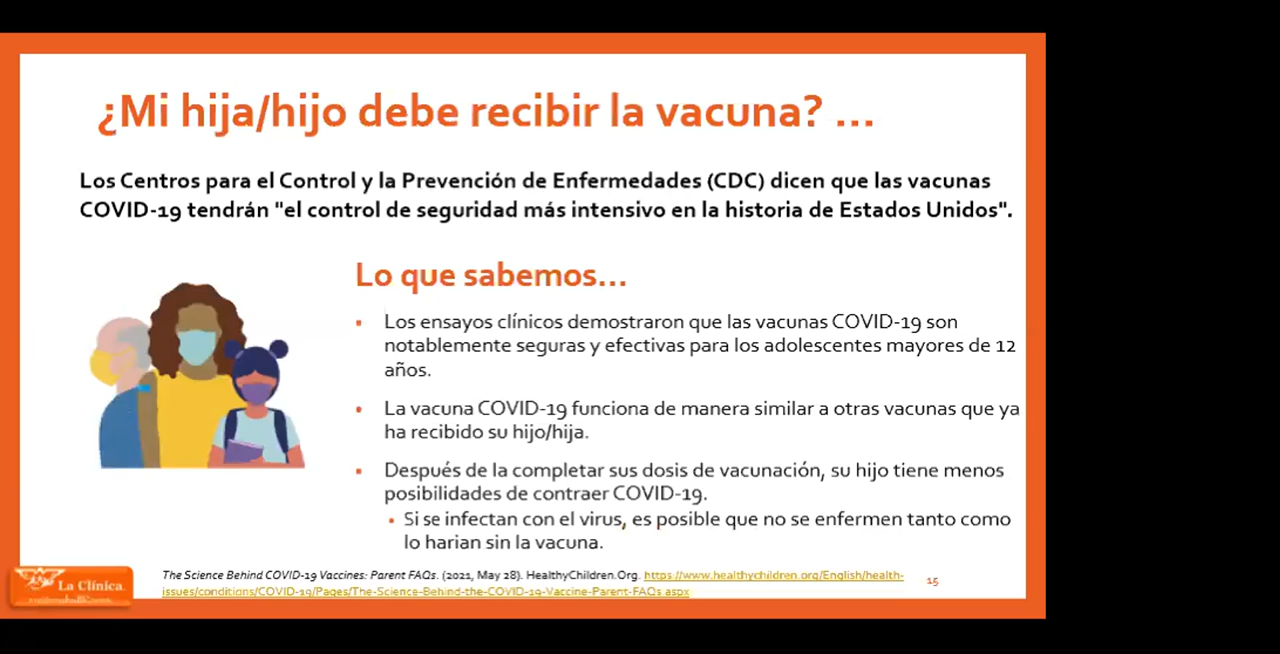 ¿Mi hija/hijo debe recibir la vacuna? ...
Los Centros para el Control y la Prevención de Enfermedades (CDC) dicen que las vacunas
COVID-19 tendrán "el control de seguridad más intensivo en la historia de Estados Unidos".
Lo que sabemos...
▪ Los ensayos clínicos demostraron que las vacunas COVID-19 son
notablemente seguras y efectivas para los adolescentes mayores de 12
años.
▪ La vacuna COVID-19 funciona de manera similar a otras vacunas que ya
ha recibido su hijo/hija.
▪ Después de la completar sus dosis de vacunación, su hijo tiene menos
posibilidades de contraer COVID-19.
▪ Si se infectan con el virus, es posible que no se enfermen tanto como
lo harian sin la vacuna.
The Science Behind COVID-19 Vaccines: Parent FAQs. (2021, May 28). HealthyChildren.Org. https://www.healthychildren.org/English/health-
issues/conditions/COVID-19/Pages/The-Science-Behind-the-COVID-19-Vaccine-Parent-FAQs.aspx
15
La Clínica.